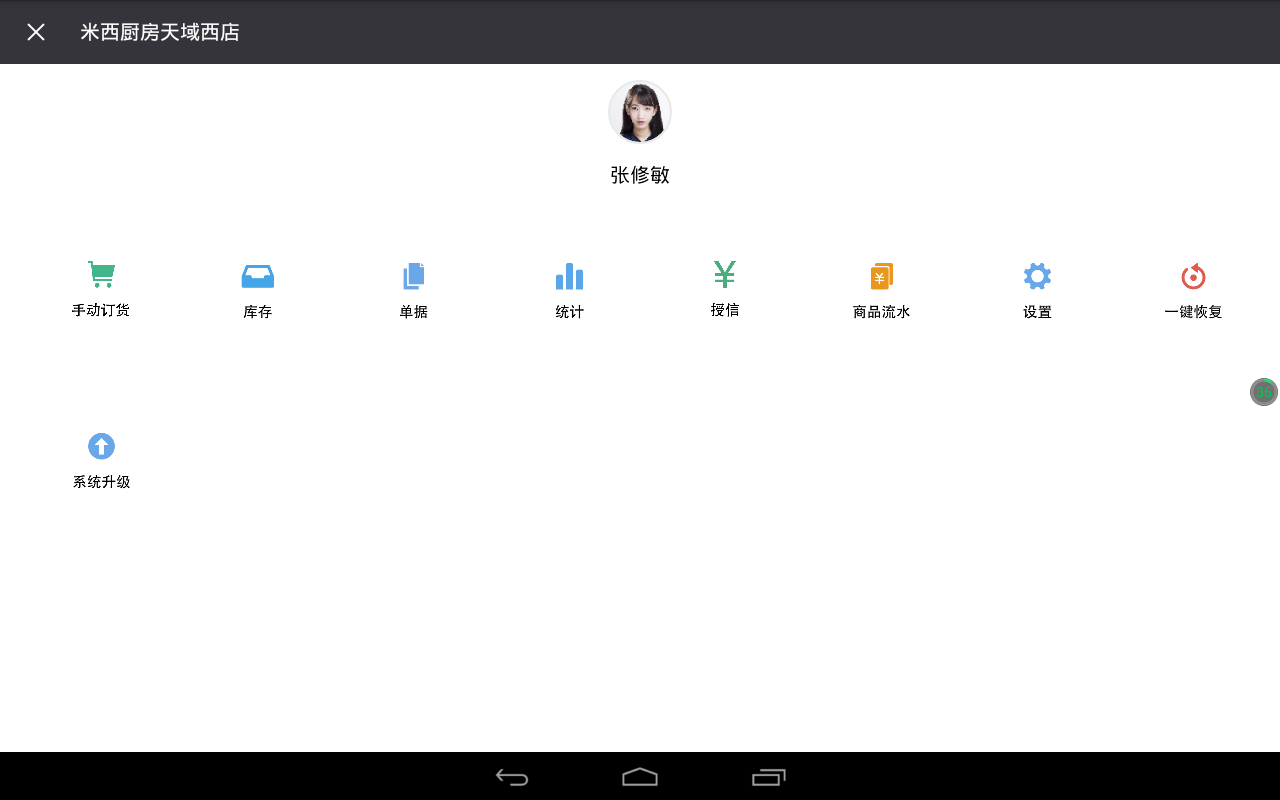 米西厨房天域西店
张修敏
手动订货 库存 单据 统计 授信 商品流水 设置 一键恢复
系统升级